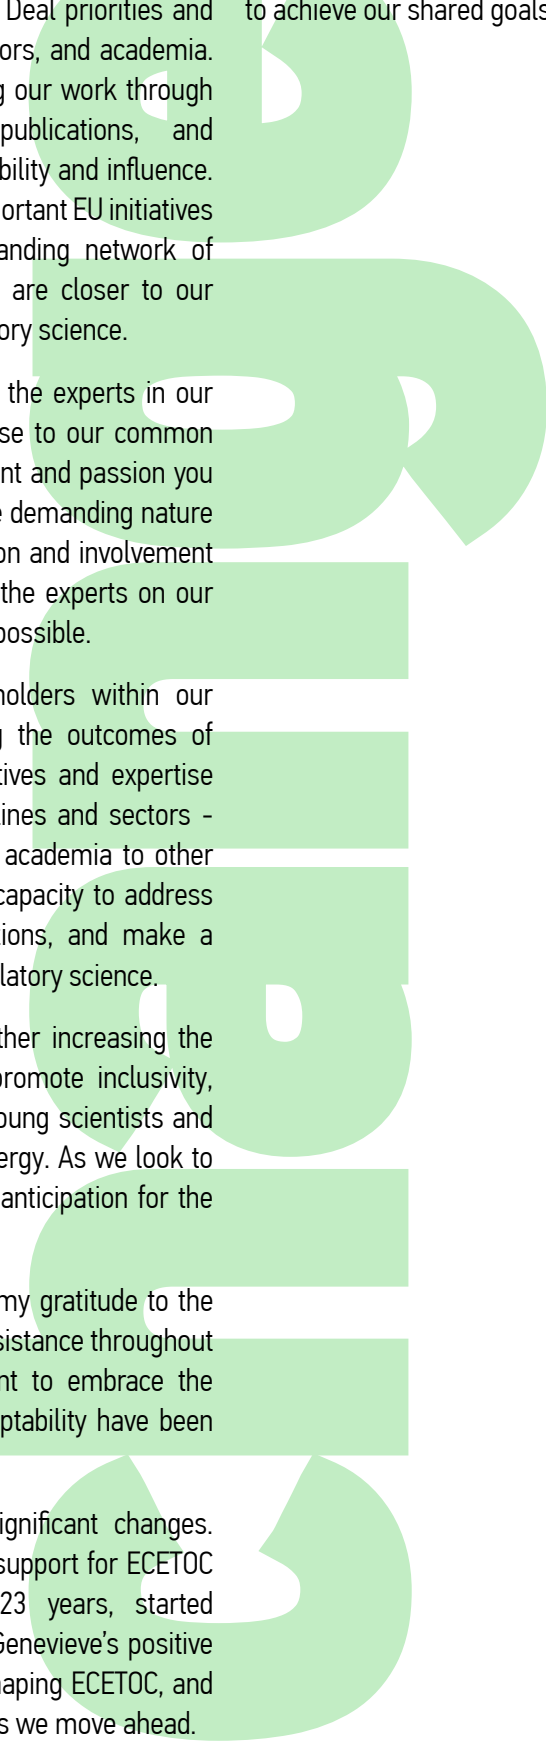 Deal priorities and
ors, and academia.
g our work through
publications, and
bility and influence.
ortant EU initiatives
anding network of
are closer to our
ory science.
the experts in our
se to our common
nt and passion you
e demanding nature
on and involvement
the experts on our
possible.
holders within our
g the outcomes of
tives and expertise
lines and sectors -
academia to other
capacity to address
tions, and make a
latory science.
ther increasing the
promote inclusivity,
oung scientists and
ergy. As we look to
anticipation for the
my gratitude to the
sistance throughout
nt to embrace the
ptability have been
ignificant changes.
support for ECETOC
23 years, started
Genevieve’s positive
haping ECETOC, and
s we move ahead.
to achieve our shared goals
change